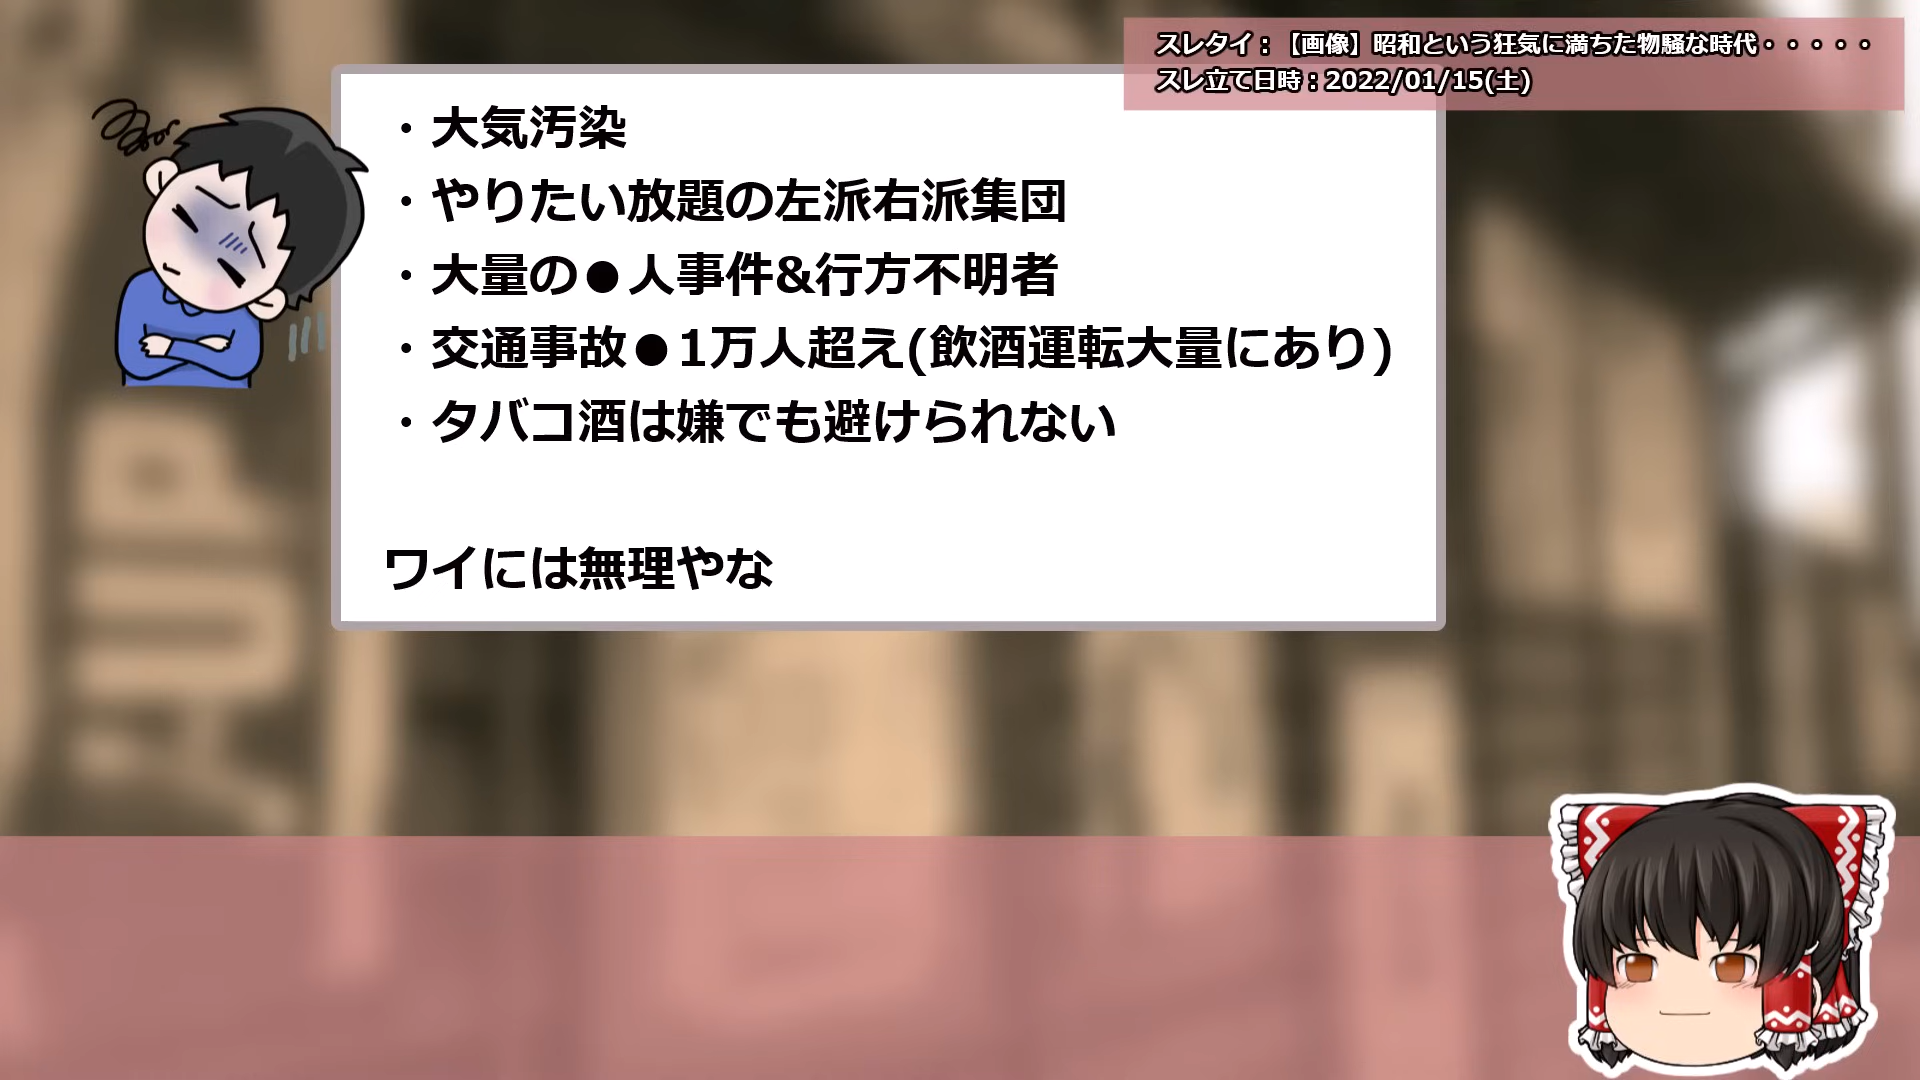 スレタイ：【画像】昭和という狂気に満ちた物騒な時代・・・・・
スレ立て日時：2022/01/15(土)
・大気汚染
・やりたい放題の左派右派集団
・大量の●人事件&行方不明者
・交通事故●1万人超え(飲酒運転大量にあり)
・タバコ酒は嫌でも避けられない
ワイには無理やな